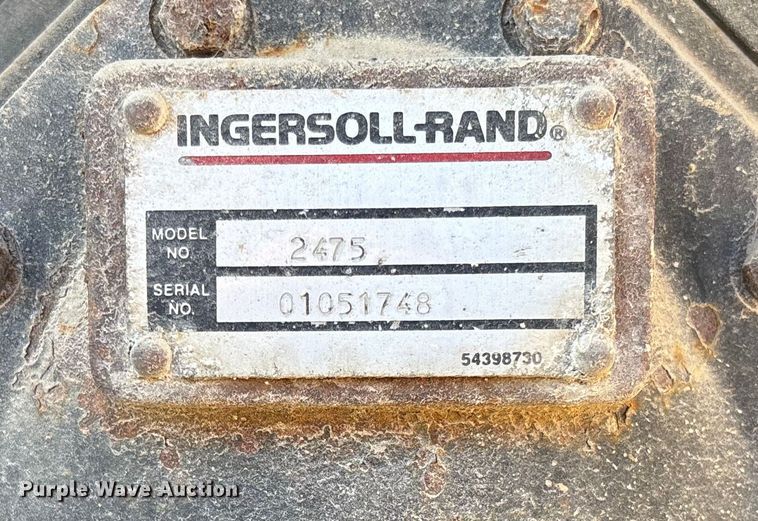 INGERSOLL-RAND®
MODEL NO. 2475
SERIAL NO. 01051748
54398730
Purple Wave Auction